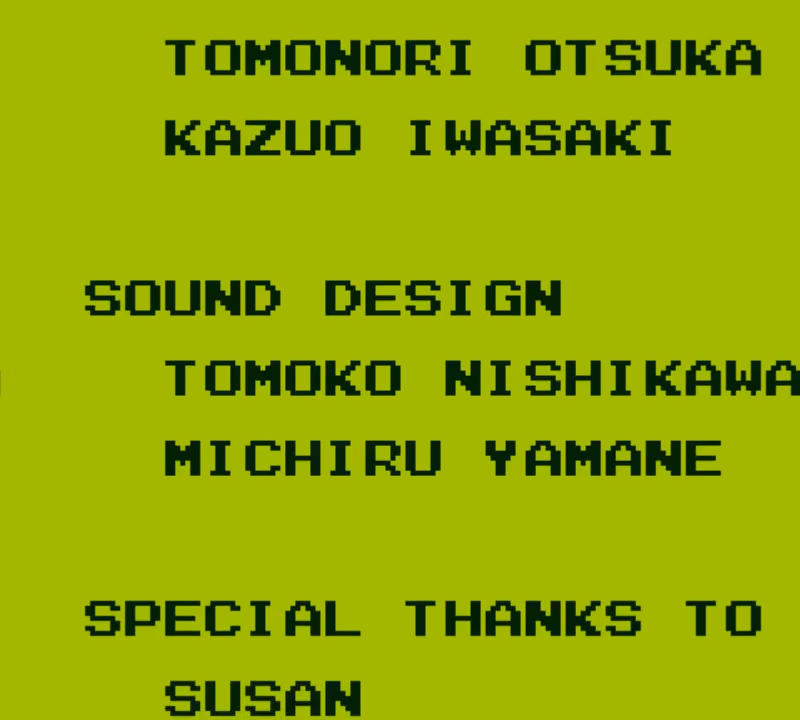 TOMONORI OTSUKA
KAZUO IWASAKI
SOUND DESIGN
TOMOKO NISHIKAWA
MICHIRU YAMANE
SPECIAL THANKS TO
SUSAN